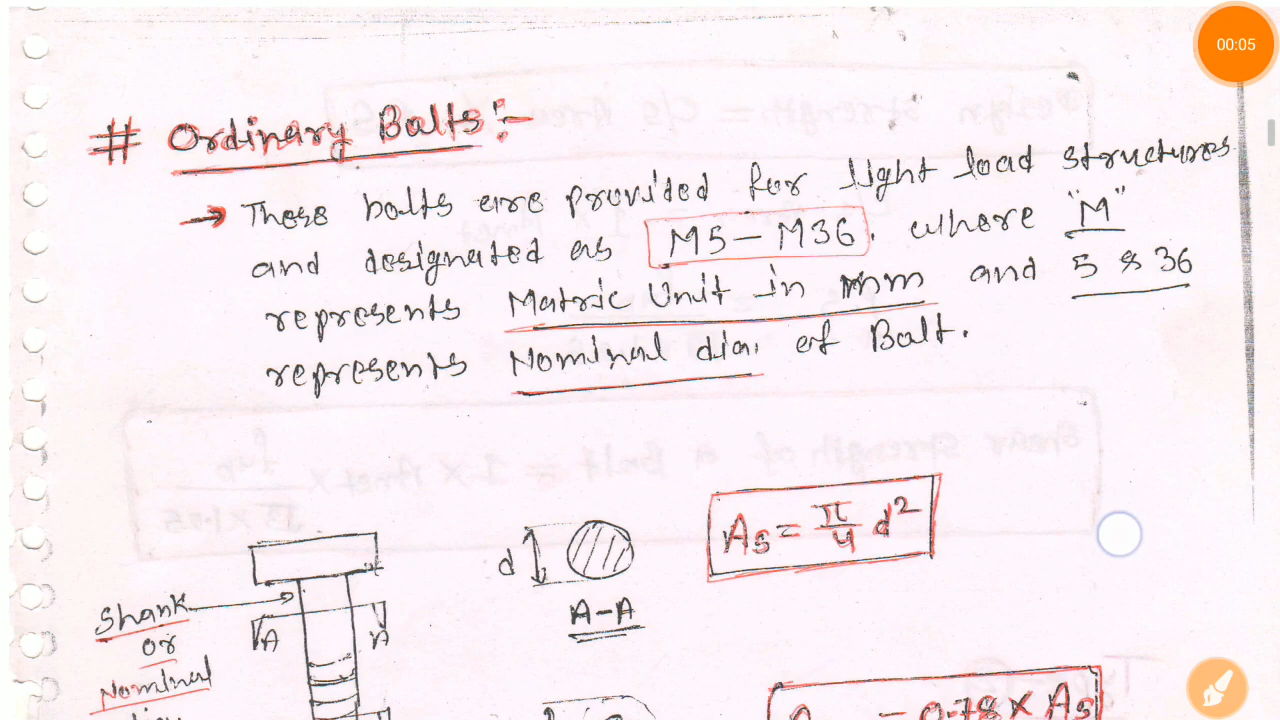 00:05
# Ordinary Bolts:-
→ These bolts are provided for light load structures
and designated as M5 - M36. where "M"
represents Matric Unit in mm and 5 & 36
represents Nominal dia. of Bolt.
As = π/4 d²
d
A-A
Shank
or
Nominal
A A
= 0.78 × As